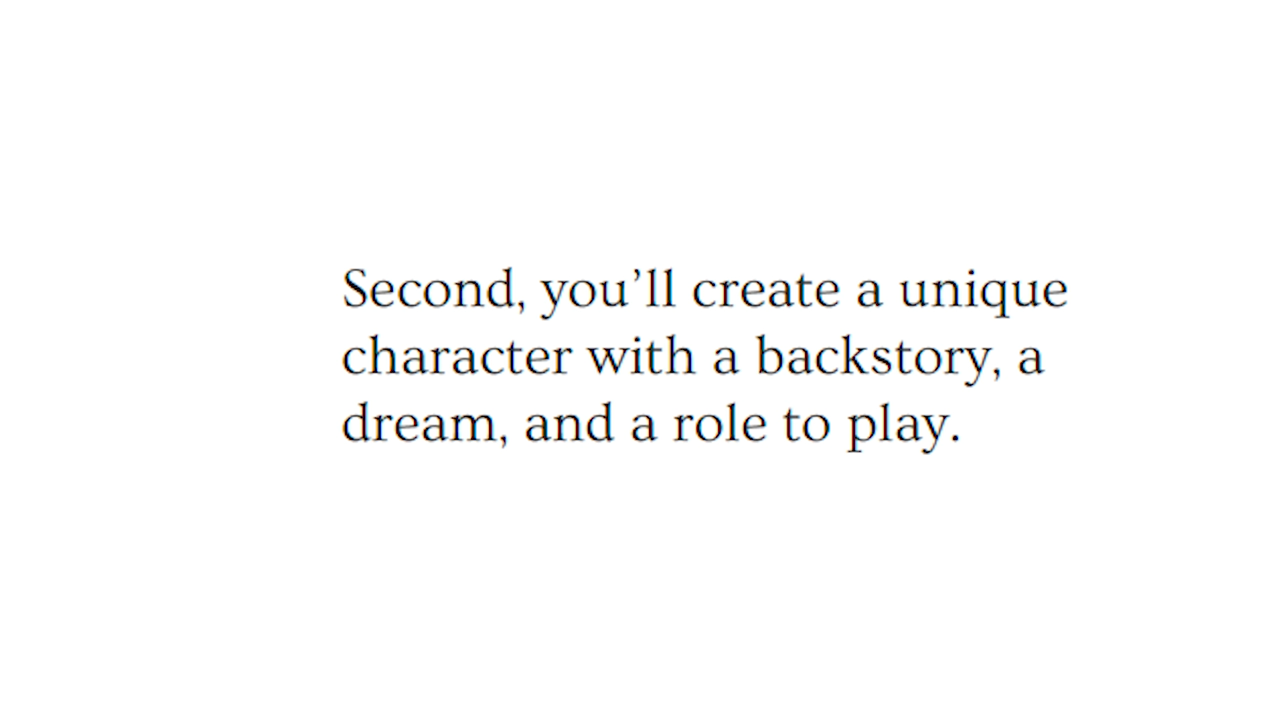 Second, you’ll create a unique
character with a backstory, a
dream, and a role to play.